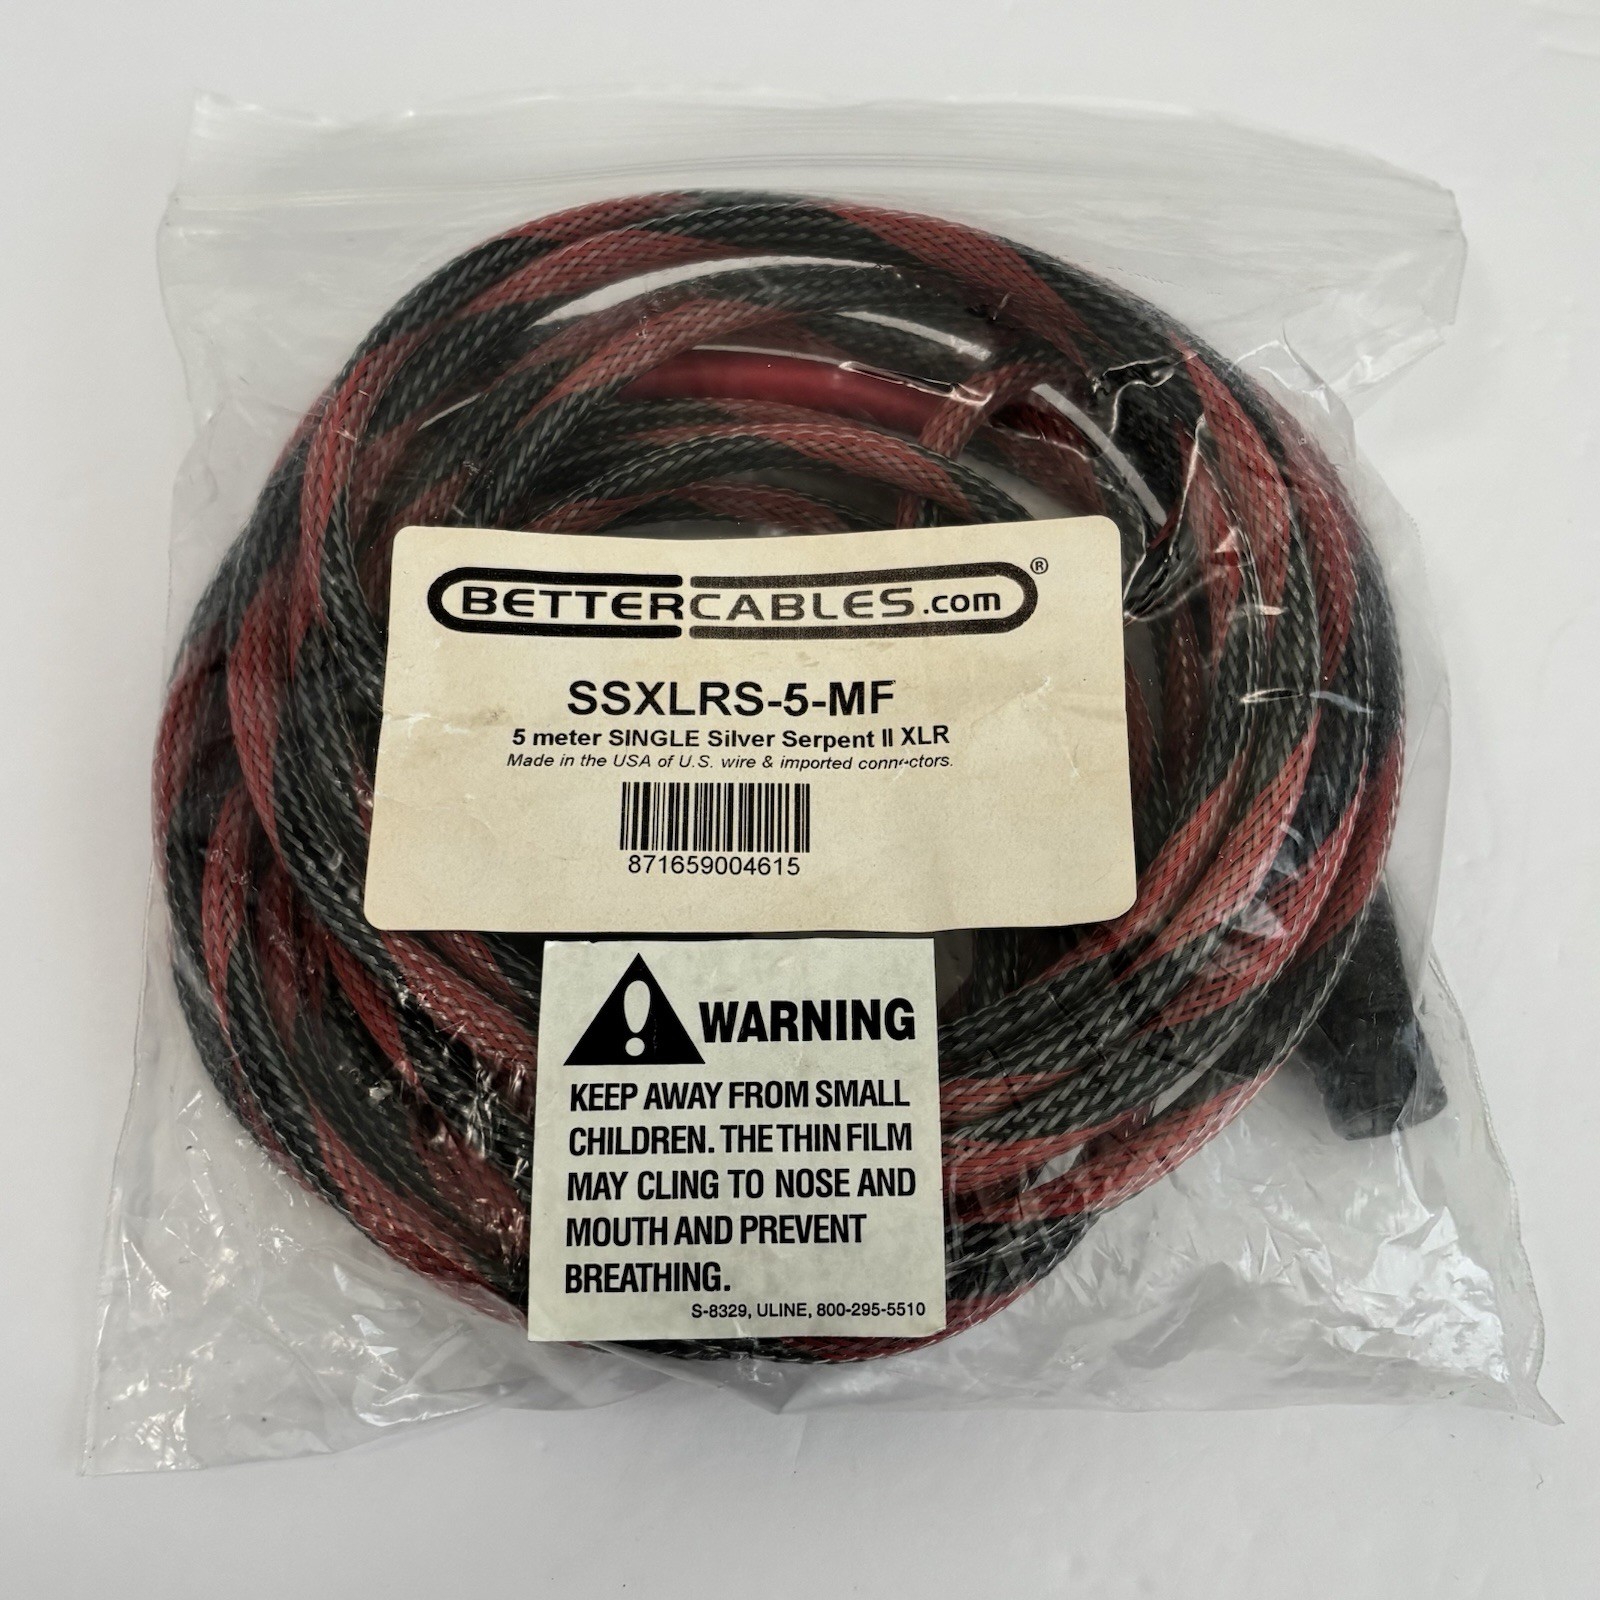 BETTERCABLES.com®
SSXLRS-5-MF
5 meter SINGLE Silver Serpent II XLR
Made in the USA of U.S. wire & imported connectors.
871659004615
WARNING
KEEP AWAY FROM SMALL
CHILDREN. THE THIN FILM
MAY CLING TO NOSE AND
MOUTH AND PREVENT
BREATHING.
S-8329, ULINE, 800-295-5510